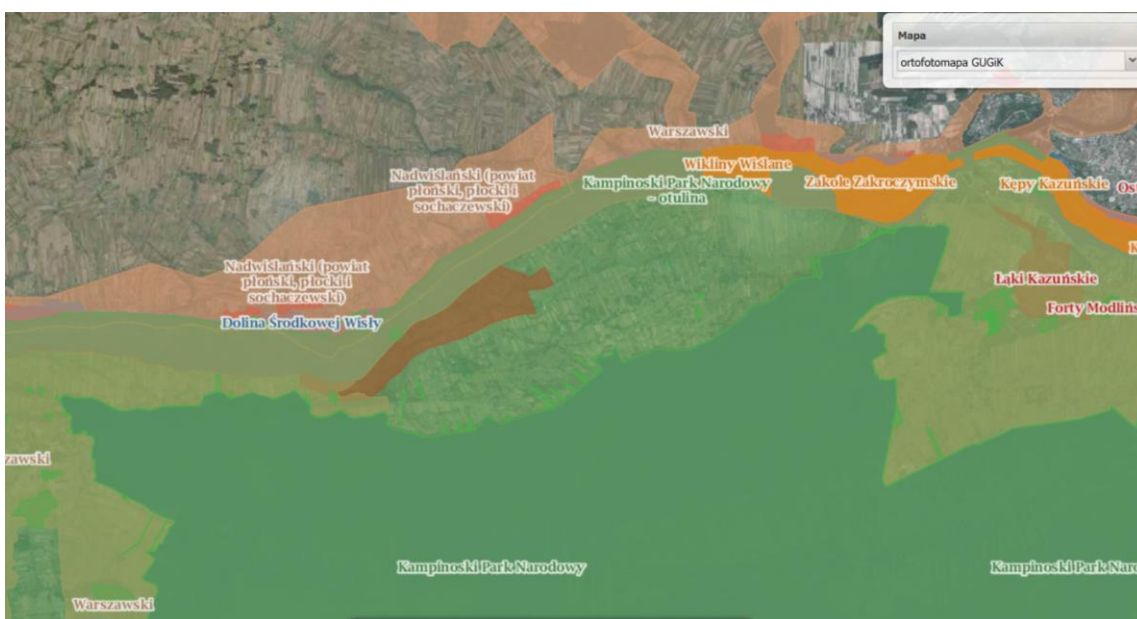 Mapa
ortofotomapa GUGiK
Warszawski
Wikliny Wiślane
Nadwiślański (powiat
płoński, płocki i
sochaczewski)
Kampinoski Park Narodowy
- otulina
Zakole Zakroczymskie
Kępy Kazuńskie
Os
K
Nadwiślański (powiat
płoński, płocki i
sochaczewski)
Łąki Kazuńskie
Forty Modlińs
Dolina Środkowej Wisły
zawski
Kampinoski Park Narodowy
Kampinoski Park Naro
Warszawski